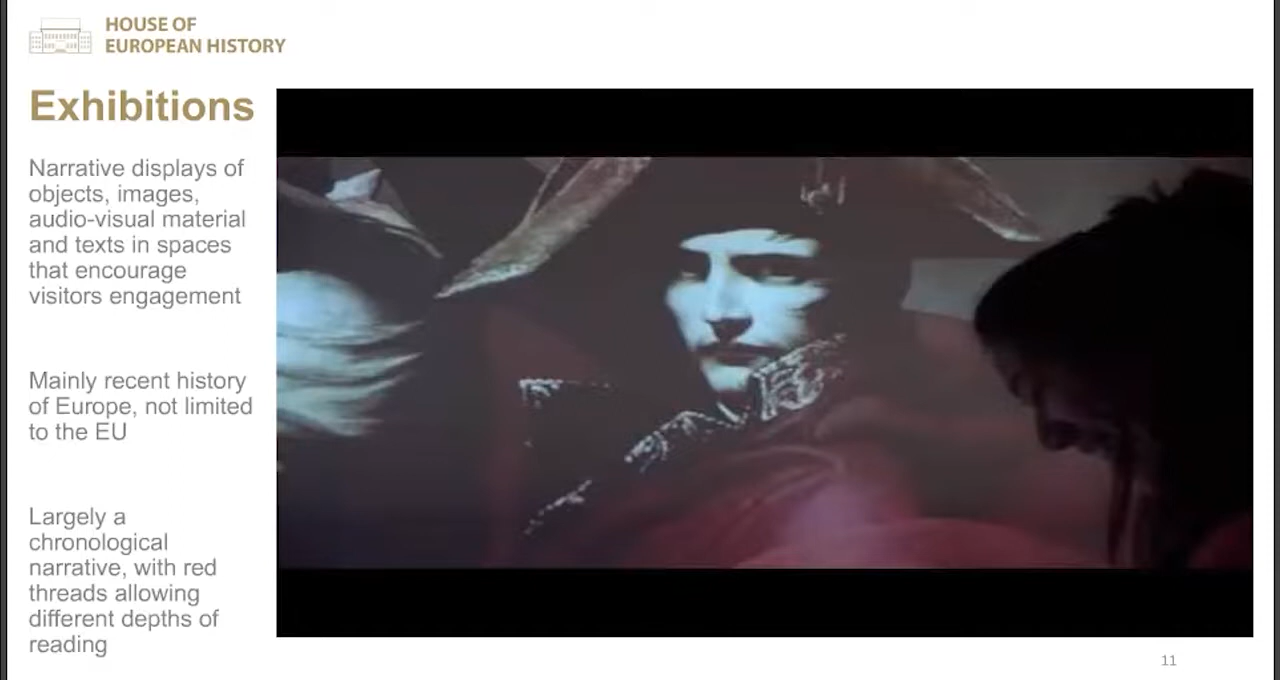 HOUSE OF
EUROPEAN HISTORY
Exhibitions
Narrative displays of
objects, images,
audio-visual material
and texts in spaces
that encourage
visitors engagement
Mainly recent history
of Europe, not limited
to the EU
Largely a
chronological
narrative, with red
threads allowing
different depths of
reading
11